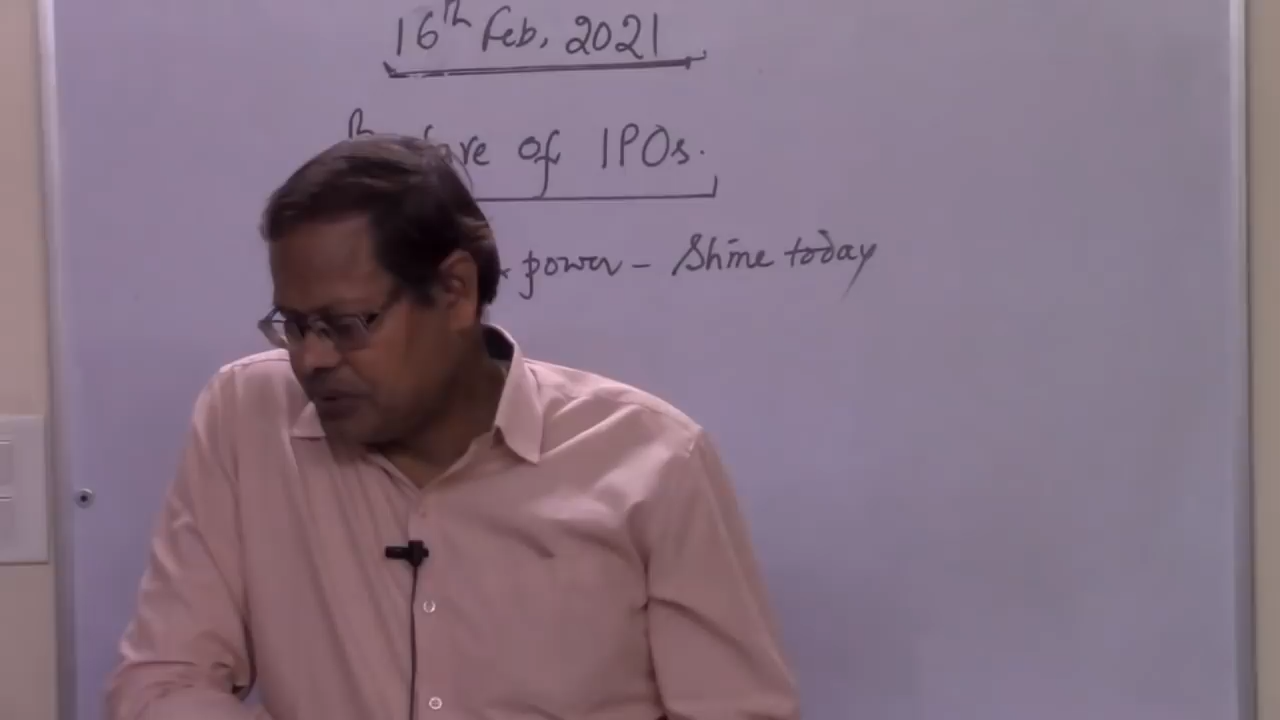 16th Feb, 2021
of IPOs.
power - Shine today